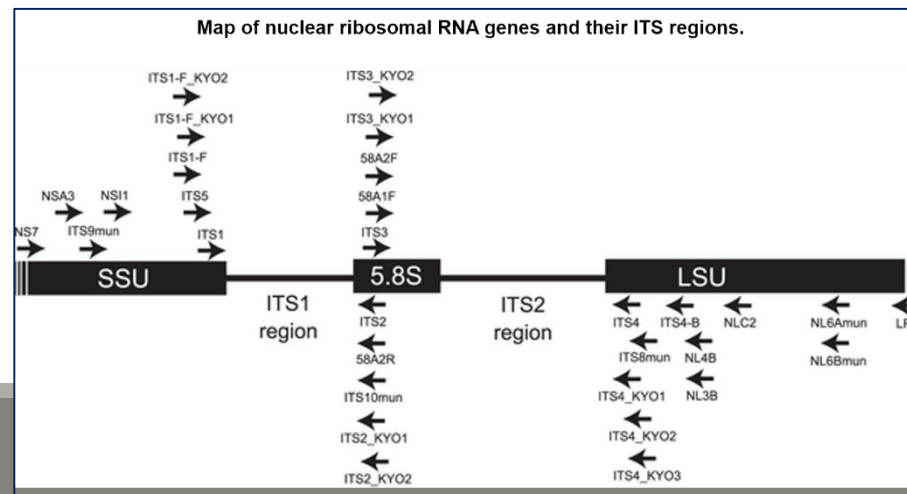 Map of nuclear ribosomal RNA genes and their ITS regions.
ITS1-F_KYO2
ITS3_KYO2
ITS1-F_KYO1
ITS3_KYO1
ITS1-F
58A2F
NSA3
NSI1
ITS5
58A1F
NS7
ITS9mun
ITS1
ITS3
SSU
5.8S
LSU
ITS1
region
ITS2
region
ITS2
ITS4
ITS4-B
NLC2
NL6Amun
58A2R
ITS8mun
NL4B
NL6Bmun
ITS10mun
ITS4_KYO1
NL3B
ITS2_KYO1
ITS4_KYO2
ITS2_KYO2
ITS4_KYO3